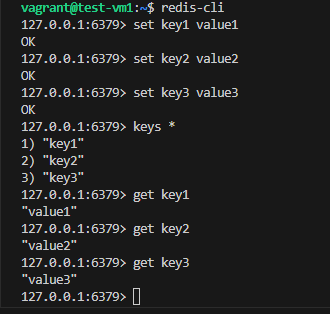 vagrant@test-vm1:~$ redis-cli
127.0.0.1:6379> set key1 value1
OK
127.0.0.1:6379> set key2 value2
OK
127.0.0.1:6379> set key3 value3
OK
127.0.0.1:6379> keys *
1) "key1"
2) "key2"
3) "key3"
127.0.0.1:6379> get key1
"value1"
127.0.0.1:6379> get key2
"value2"
127.0.0.1:6379> get key3
"value3"
127.0.0.1:6379>